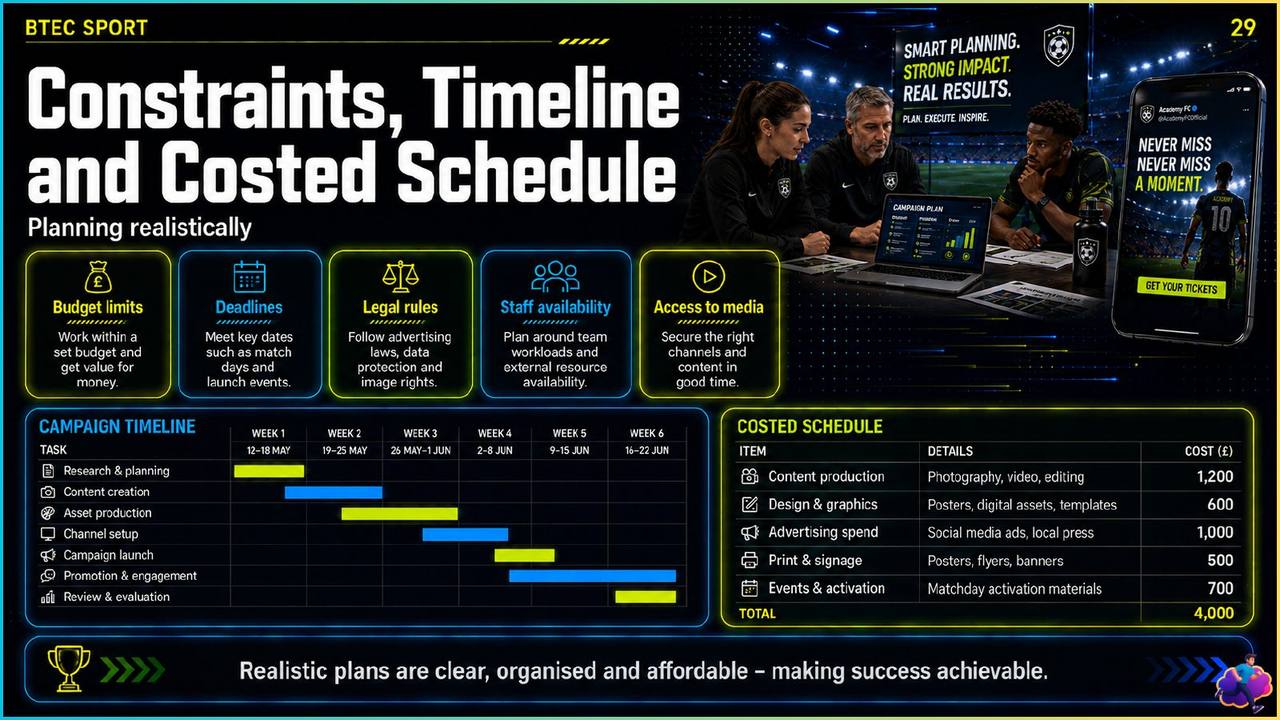 BTEC SPORT
29
Constraints, Timeline
and Costed Schedule
Planning realistically
SMART PLANNING.
STRONG IMPACT.
REAL RESULTS.
PLAN. EXECUTE. INSPIRE.
CAMPAIGN PLAN
Academy FC
@AcademyFCOfficial
NEVER MISS
NEVER MISS
A MOMENT.
ACADEMY
10
GET YOUR TICKETS
Budget limits
Work within a
set budget and
get value for
money.
Deadlines
Meet key dates
such as match
days and
launch events.
Legal rules
Follow advertising
laws, data
protection and
image rights.
Staff availability
Plan around team
workloads and
external resource
availability.
Access to media
Secure the right
channels and
content in
good time.
CAMPAIGN TIMELINE
WEEK 1 WEEK 2 WEEK 3 WEEK 4 WEEK 5 WEEK 6
TASK 12–18 MAY 19–25 MAY 26 MAY–1 JUN 2–8 JUN 9–15 JUN 16–22 JUN
Research & planning
Content creation
Asset production
Channel setup
Campaign launch
Promotion & engagement
Review & evaluation
COSTED SCHEDULE
ITEM DETAILS COST (£)
Content production Photography, video, editing 1,200
Design & graphics Posters, digital assets, templates 600
Advertising spend Social media ads, local press 1,000
Print & signage Posters, flyers, banners 500
Events & activation Matchday activation materials 700
TOTAL 4,000
Realistic plans are clear, organised and affordable – making success achievable.